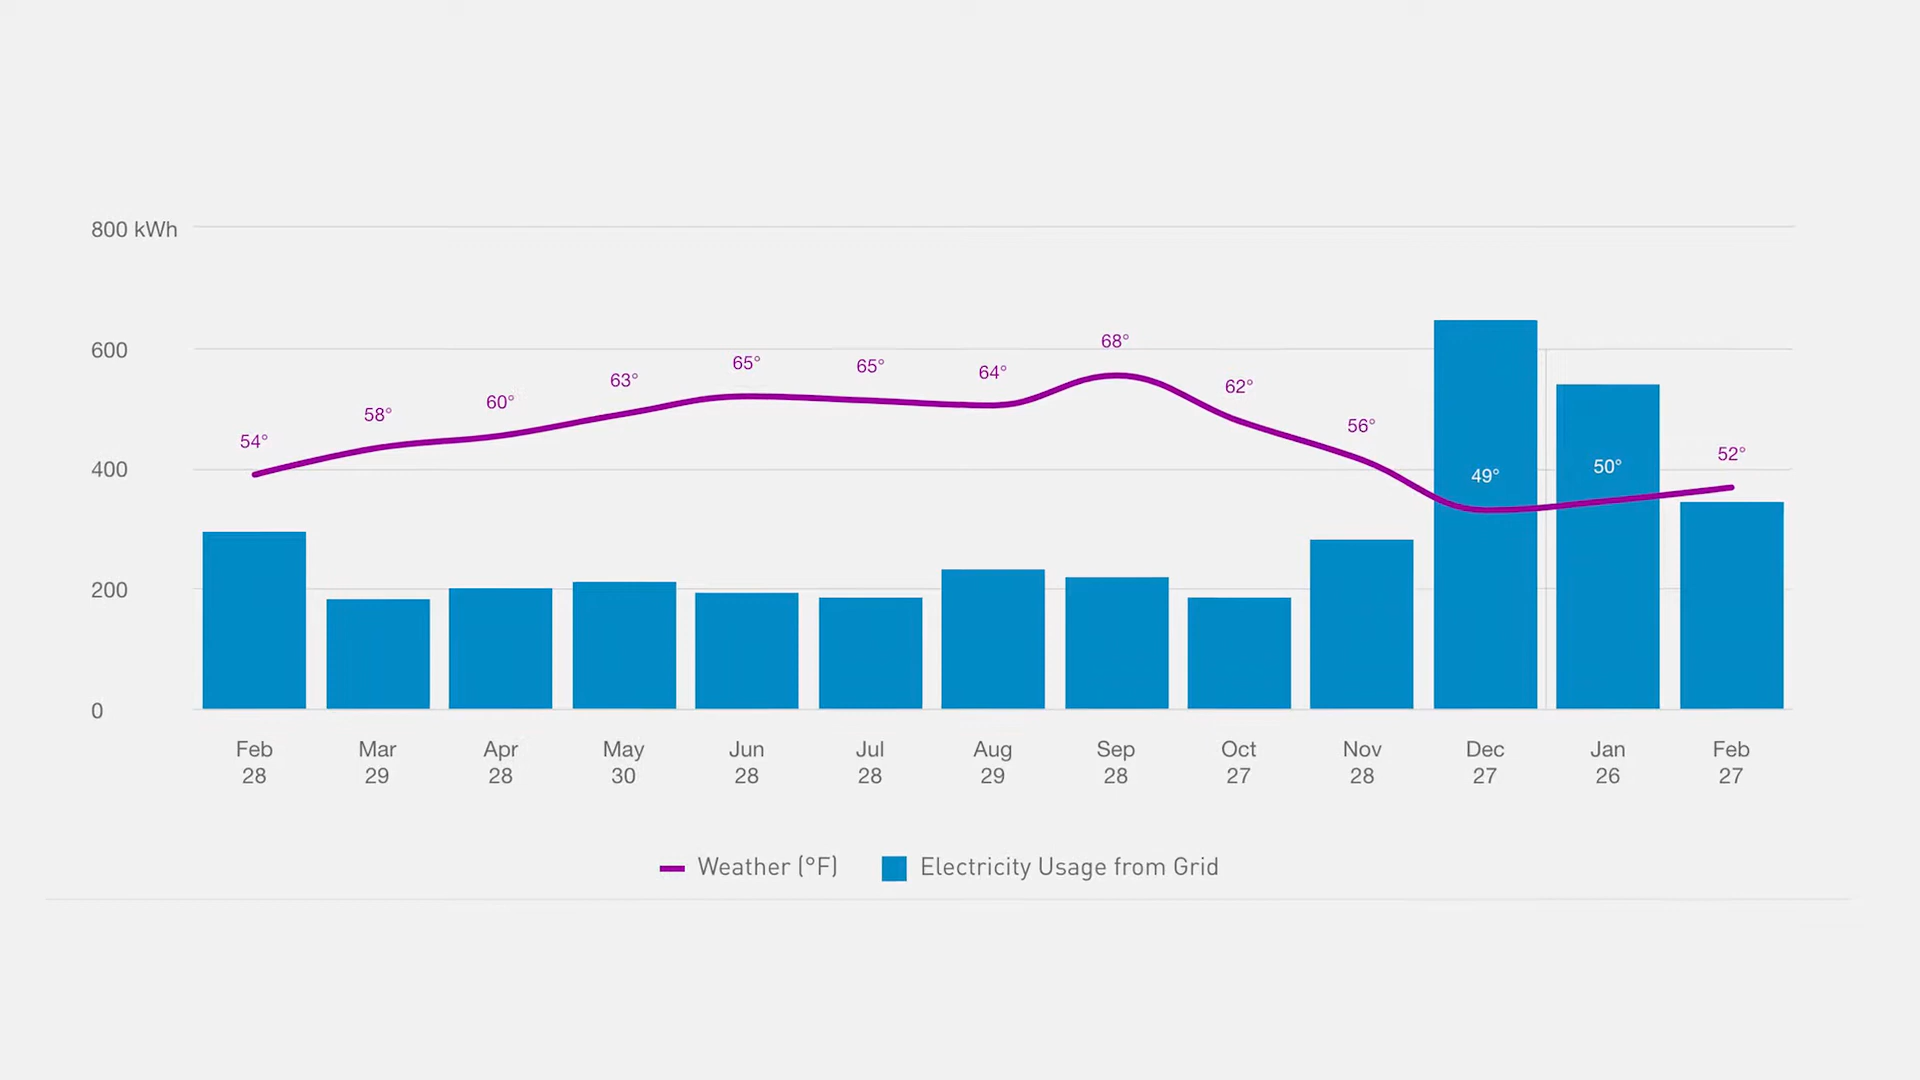 800 kWh
600
400
200
0
54°
58°
60°
63°
65°
65°
64°
68°
62°
56°
49°
50°
52°
Feb
28
Mar
29
Apr
28
May
30
Jun
28
Jul
28
Aug
29
Sep
28
Oct
27
Nov
28
Dec
27
Jan
26
Feb
27
Weather (°F)
Electricity Usage from Grid